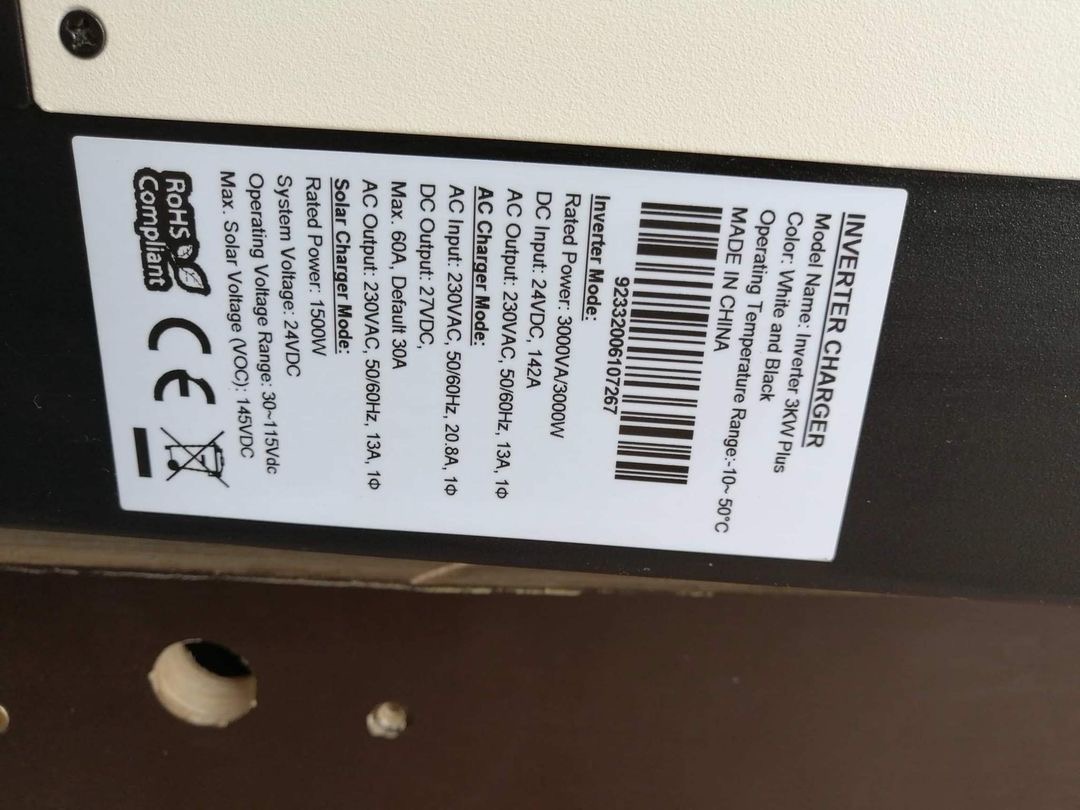 INVERTER CHARGER
Model Name: Inverter 3KW Plus
Color: White and Black
Operating Temperature Range:-10~ 50°C
MADE IN CHINA
92332006107267
Inverter Mode:
Rated Power: 3000VA/3000W
DC Input: 24VDC, 142A
AC Output: 230VAC, 50/60Hz, 13A, 1Φ
AC Charger Mode:
AC Input: 230VAC, 50/60Hz, 20.8A, 1Φ
DC Output: 27VDC,
Max. 60A, Default 30A
AC Output: 230VAC, 50/60Hz, 13A, 1Φ
Solar Charger Mode:
Rated Power: 1500W
System Voltage: 24VDC
Operating Voltage Range: 30~115Vdc
Max. Solar Voltage (VOC): 145VDC
RoHS
Compliant
CE